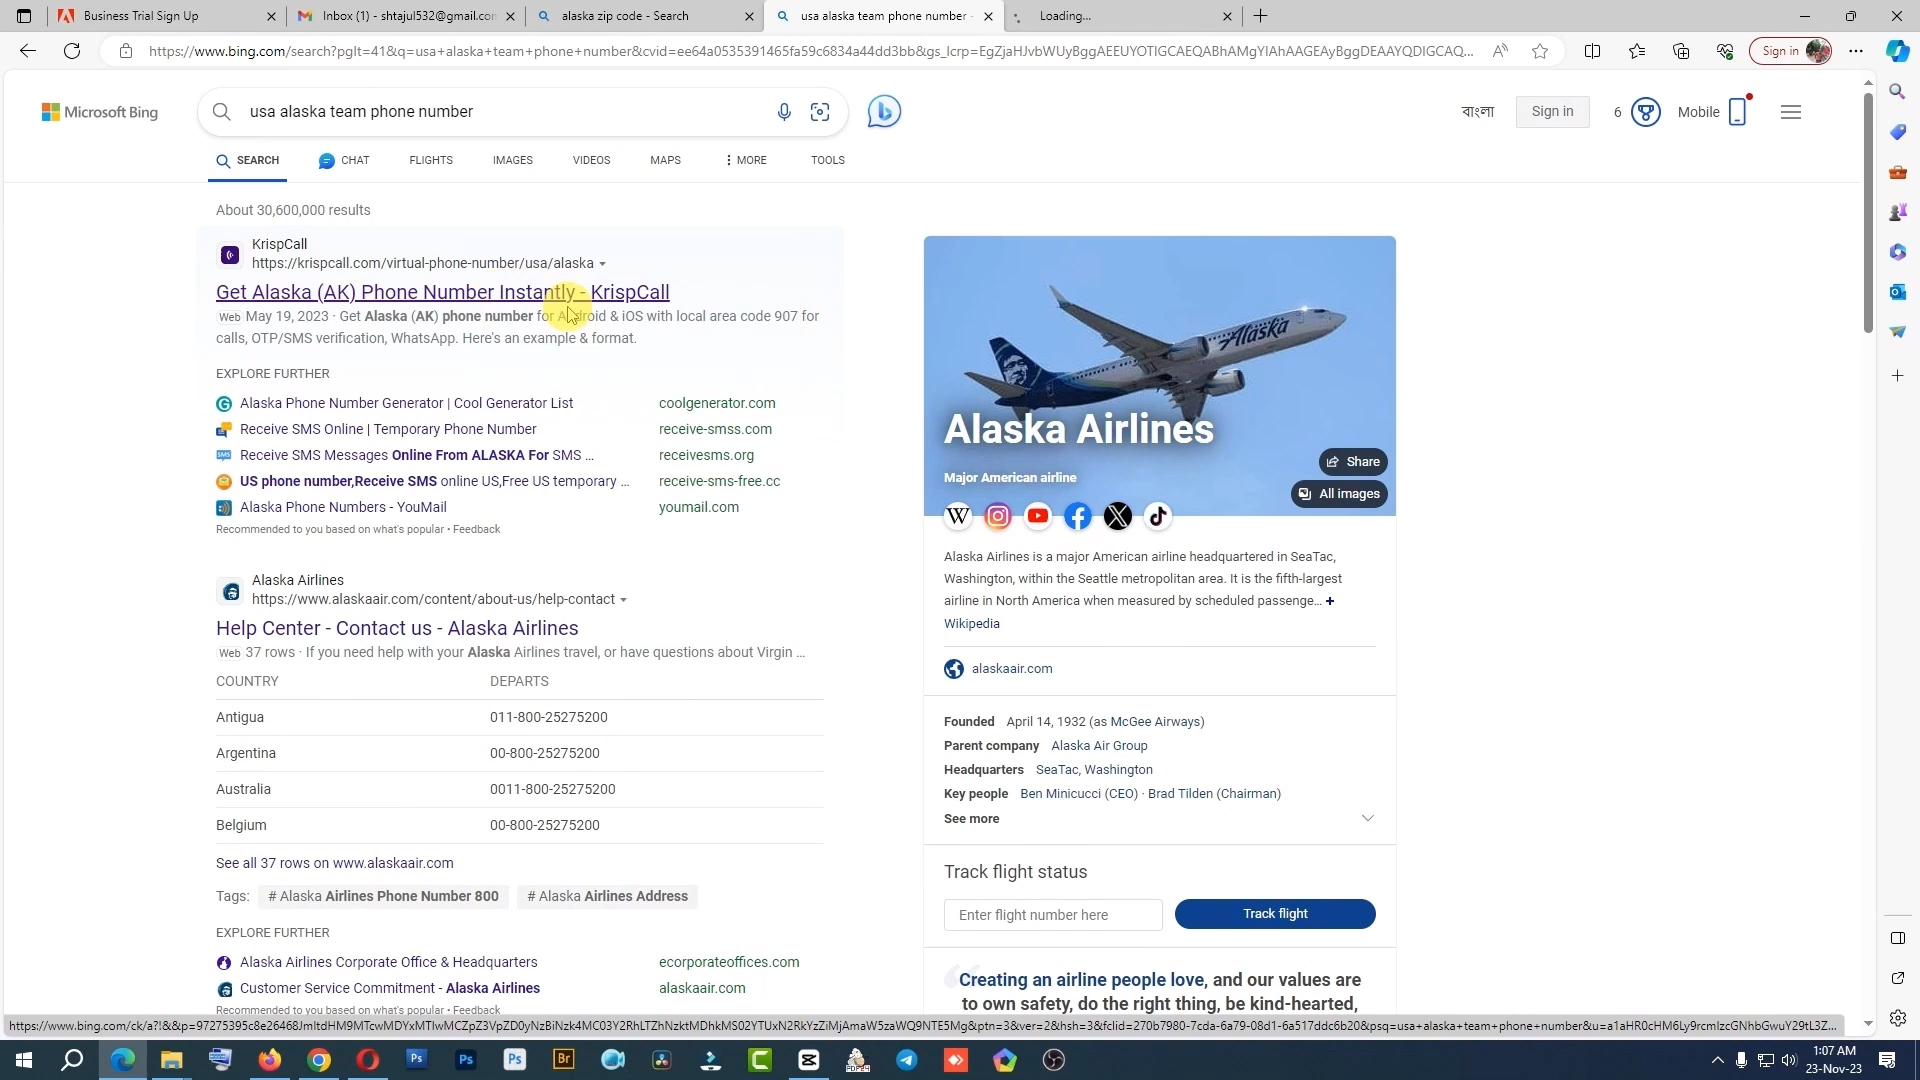 Business Trial Sign Up
Inbox (1) - shtajul532@gmail.com
alaska zip code - Search
usa alaska team phone number -
Loading...
https://www.bing.com/search?pglt=41&q=usa+alaska+team+phone+number&cvid=ee64a0535391465fa59c6834a44dd3bb&gs_lcrp=EgZjaHJvbWUyBggAEEUYOTIGCAEQABhAMgYIAhAAGEAyBggDEAAYQDIGCAQ...
Sign in
Microsoft Bing
usa alaska team phone number
বাংলা
Sign in
6
Mobile
SEARCH
CHAT
FLIGHTS
IMAGES
VIDEOS
MAPS
MORE
TOOLS
About 30,600,000 results
KrispCall
https://krispcall.com/virtual-phone-number/usa/alaska
Get Alaska (AK) Phone Number Instantly - KrispCall
Web May 19, 2023 · Get Alaska (AK) phone number for Android & iOS with local area code 907 for
calls, OTP/SMS verification, WhatsApp. Here's an example & format.
EXPLORE FURTHER
Alaska Phone Number Generator | Cool Generator List coolgenerator.com
Receive SMS Online | Temporary Phone Number receive-smss.com
Receive SMS Messages Online From ALASKA For SMS ... receivesms.org
US phone number,Receive SMS online US,Free US temporary ... receive-sms-free.cc
Alaska Phone Numbers - YouMail youmail.com
Recommended to you based on what's popular • Feedback
Alaska Airlines
https://www.alaskaair.com/content/about-us/help-contact
Help Center - Contact us - Alaska Airlines
Web 37 rows · If you need help with your Alaska Airlines travel, or have questions about Virgin ...
COUNTRY DEPARTS
Antigua 011-800-25275200
Argentina 00-800-25275200
Australia 0011-800-25275200
Belgium 00-800-25275200
See all 37 rows on www.alaskaair.com
Tags: # Alaska Airlines Phone Number 800 # Alaska Airlines Address
EXPLORE FURTHER
Alaska Airlines Corporate Office & Headquarters ecorporateoffices.com
Customer Service Commitment - Alaska Airlines alaskaair.com
Recommended to you based on what's popular • Feedback
Alaska
Alaska Airlines
Major American airline
Share
All images
Alaska Airlines is a major American airline headquartered in SeaTac,
Washington, within the Seattle metropolitan area. It is the fifth-largest
airline in North America when measured by scheduled passenge... +
Wikipedia
alaskaair.com
Founded April 14, 1932 (as McGee Airways)
Parent company Alaska Air Group
Headquarters SeaTac, Washington
Key people Ben Minicucci (CEO) · Brad Tilden (Chairman)
See more
Track flight status
Enter flight number here
Track flight
Creating an airline people love, and our values are
to own safety, do the right thing, be kind-hearted,
1:07 AM
23-Nov-23